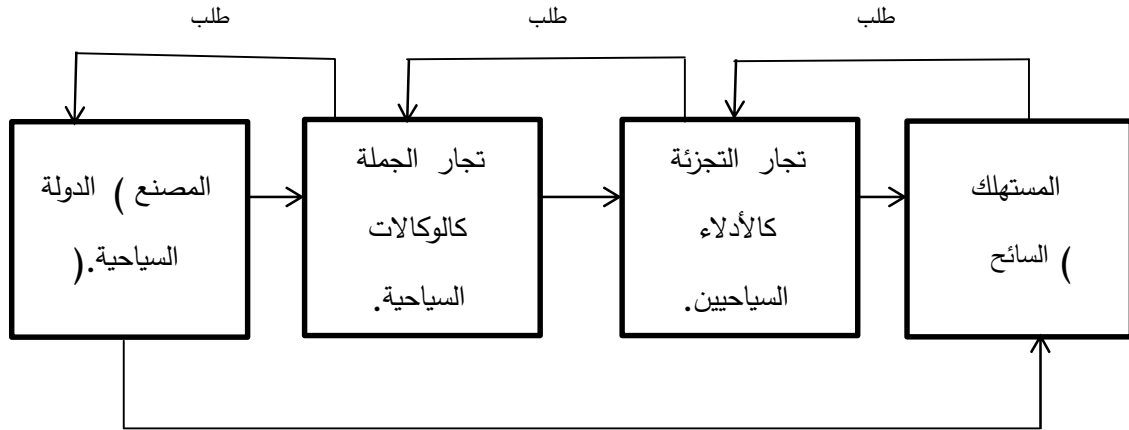 طلب
طلب
طلب
المصنع ( الدولة
السياحية.(
تجار الجملة
كالوكالات
السياحية.
تجار التجزئة
كالأدلاء
السياحيين.
المستهلك
( السائح